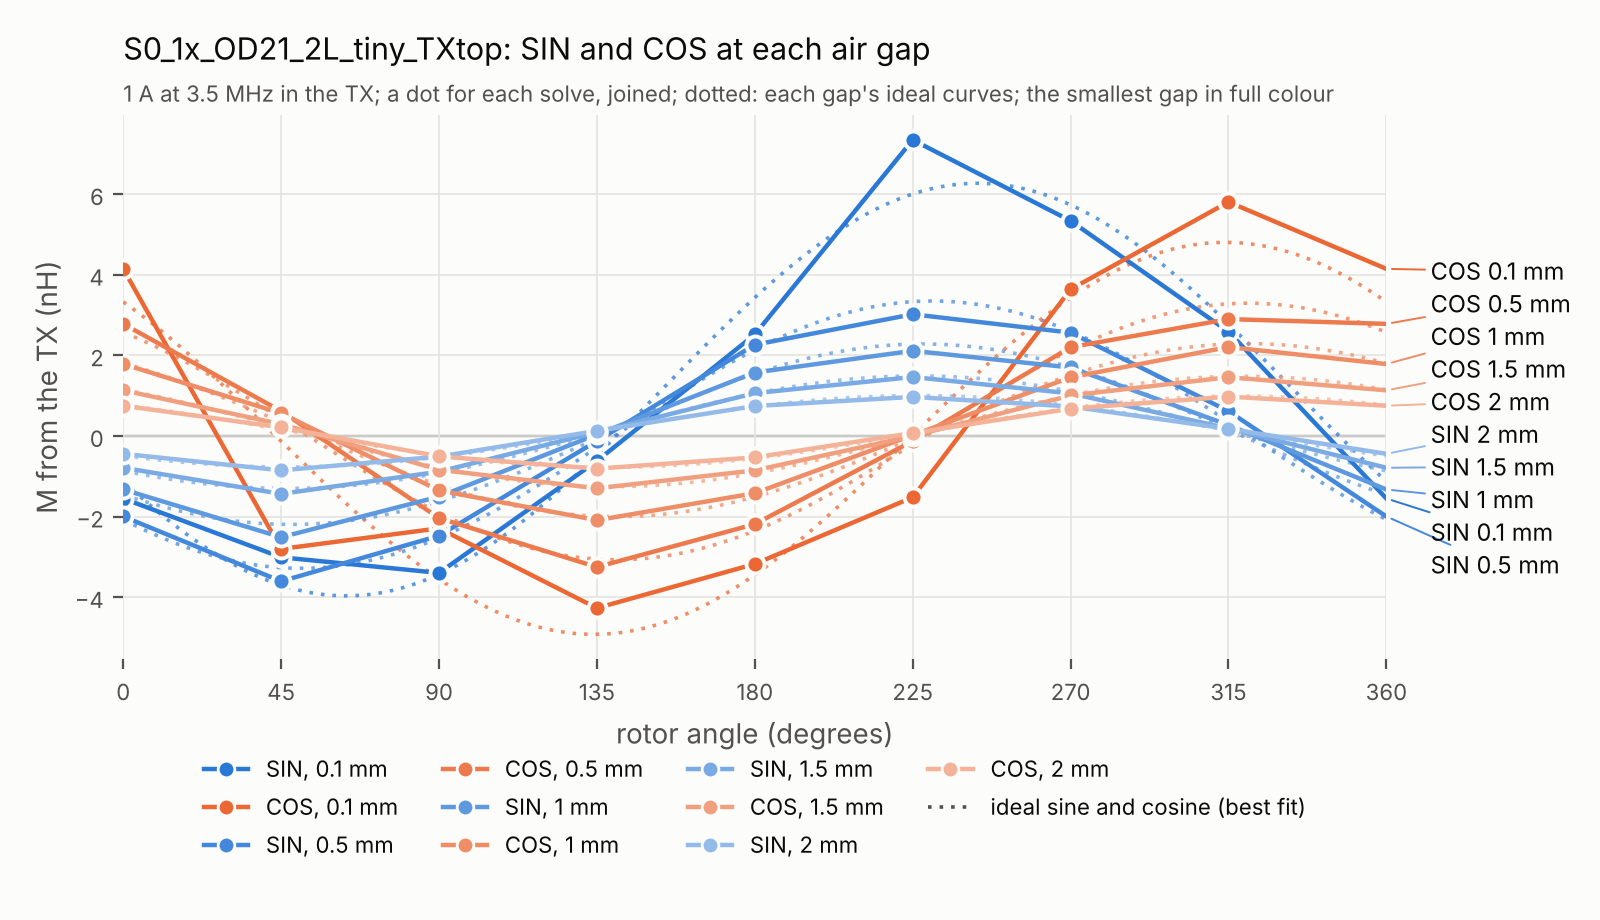 S0_1x_OD21_2L_tiny_TXtop: SIN and COS at each air gap
1 A at 3.5 MHz in the TX; a dot for each solve, joined; dotted: each gap's ideal curves; the smallest gap in full colour
M from the TX (nH)
6
4
2
0
−2
−4
0 45 90 135 180 225 270 315 360
rotor angle (degrees)
COS 0.1 mm
COS 0.5 mm
COS 1 mm
COS 1.5 mm
COS 2 mm
SIN 2 mm
SIN 1.5 mm
SIN 1 mm
SIN 0.1 mm
SIN 0.5 mm
SIN, 0.1 mm COS, 0.5 mm SIN, 1.5 mm COS, 2 mm
COS, 0.1 mm SIN, 1 mm COS, 1.5 mm ideal sine and cosine (best fit)
SIN, 0.5 mm COS, 1 mm SIN, 2 mm